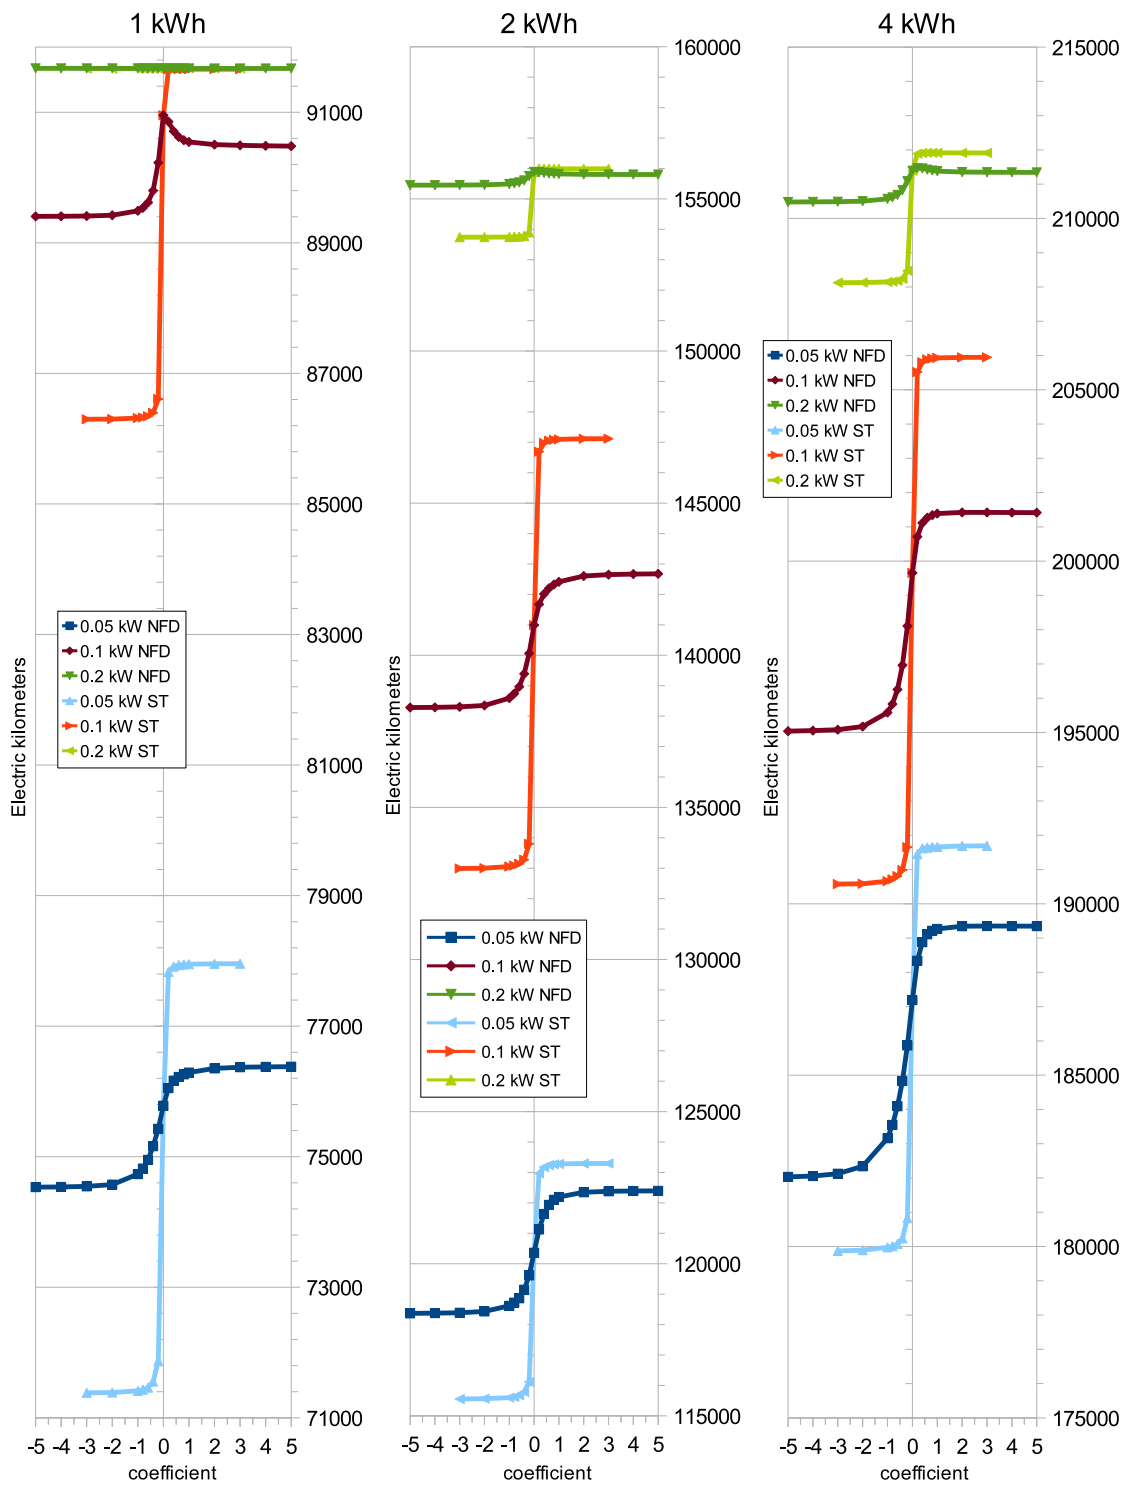 1 kWh
2 kWh
4 kWh
91000
89000
87000
85000
83000
81000
79000
77000
75000
73000
71000
0.05 kW NFD
0.1 kW NFD
0.2 kW NFD
0.05 kW ST
0.1 kW ST
0.2 kW ST
Electric kilometers
-5 -4 -3 -2 -1 0 1 2 3 4 5
coefficient
160000
155000
150000
145000
140000
135000
130000
125000
120000
115000
0.05 kW NFD
0.1 kW NFD
0.2 kW NFD
0.05 kW ST
0.1 kW ST
0.2 kW ST
Electric kilometers
-5 -4 -3 -2 -1 0 1 2 3 4 5
coefficient
215000
210000
205000
200000
195000
190000
185000
180000
175000
0.05 kW NFD
0.1 kW NFD
0.2 kW NFD
0.05 kW ST
0.1 kW ST
0.2 kW ST
Electric kilometers
-5 -4 -3 -2 -1 0 1 2 3 4 5
coefficient